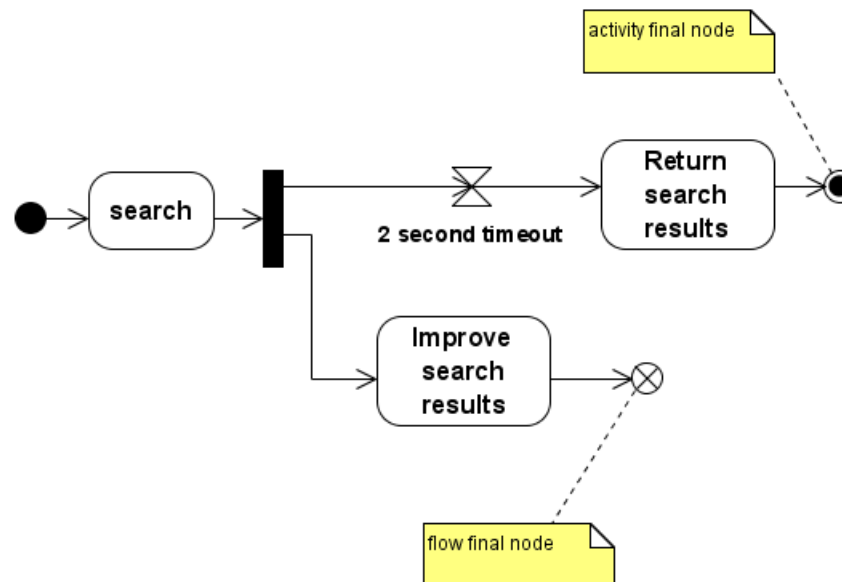 activity final node
search
Return
search
results
2 second timeout
Improve
search
results
flow final node